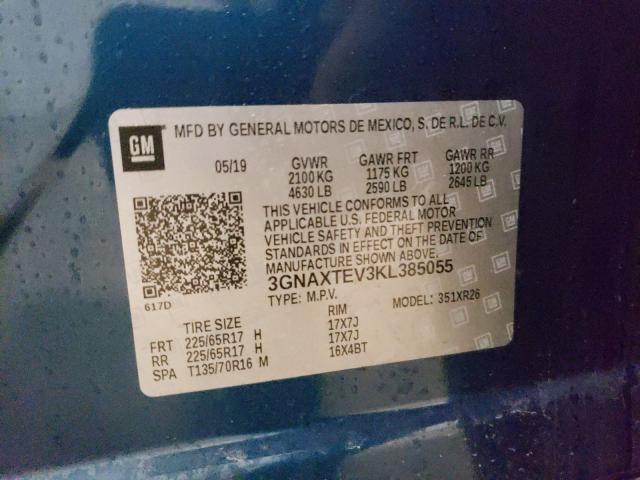 GM
MFD BY GENERAL MOTORS DE MEXICO, S. DE R.L. DE C.V.
05/19 GVWR GAWR FRT GAWR RR
2100 KG 1175 KG 1200 KG
4630 LB 2590 LB 2645 LB
THIS VEHICLE CONFORMS TO ALL
APPLICABLE U.S. FEDERAL MOTOR
VEHICLE SAFETY AND THEFT PREVENTION
STANDARDS IN EFFECT ON THE DATE OF
MANUFACTURE SHOWN ABOVE.
3GNAXTEV3KL385055
617D TYPE: M.P.V. MODEL: 351XR26
TIRE SIZE RIM
FRT 225/65R17 H 17X7J
RR 225/65R17 H 17X7J
SPA T135/70R16 M 16X4BT